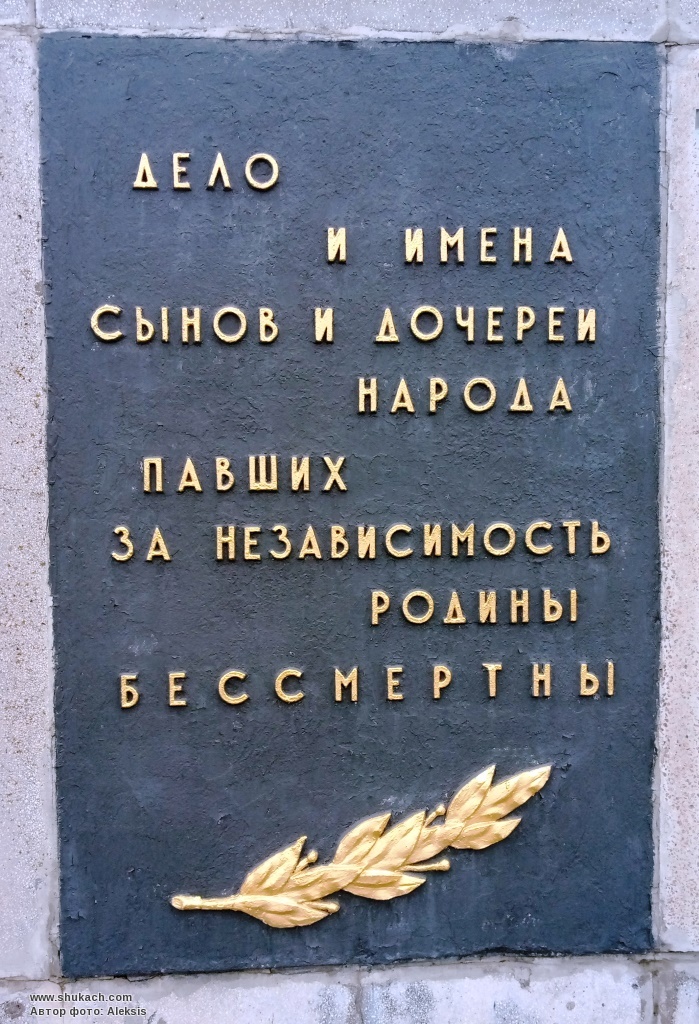 ДЕЛО
И ИМЕНА
СЫНОВ И ДОЧЕРЕИ
НАРОДА
ПАВШИХ
ЗА НЕЗАВИСИМОСТЬ
РОДИНЫ
БЕССМЕРТНЫ
www.shukach.com
Автор фото: Aleksis